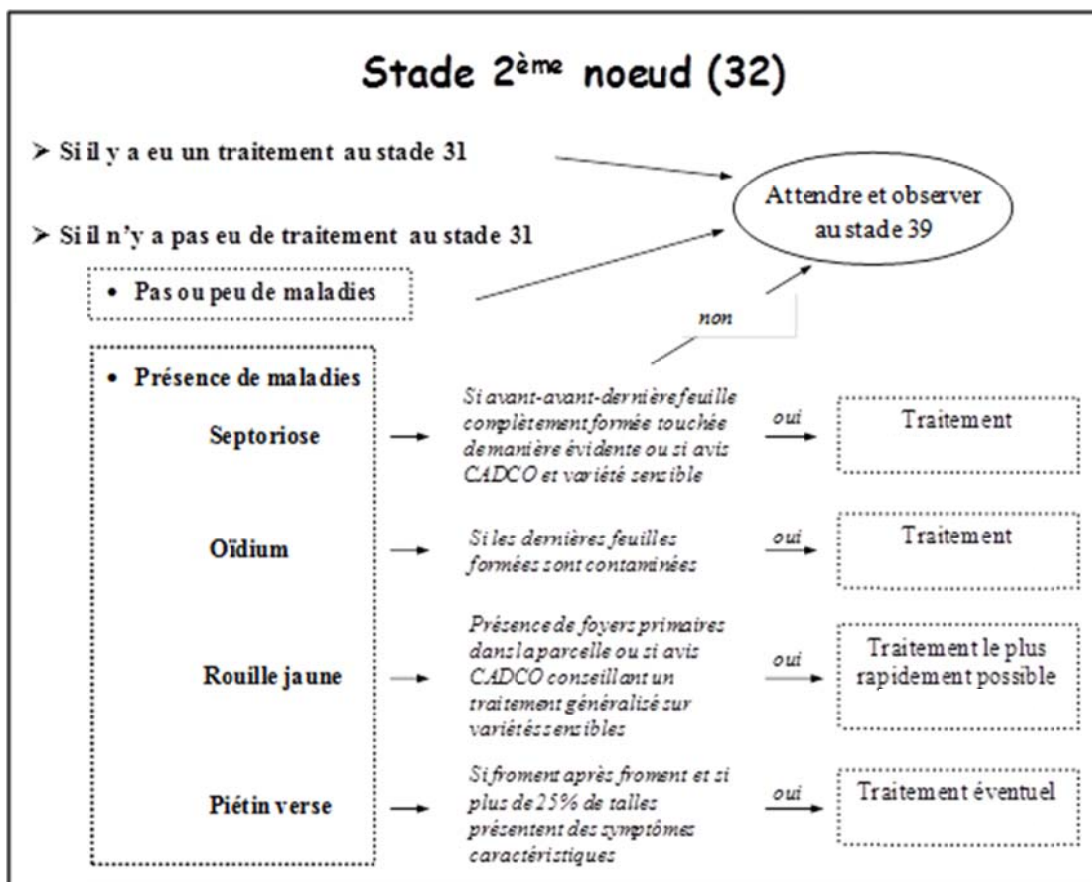 Stade 2ème noeud (32)
➤ Si il y a eu un traitement au stade 31
Attendre et observer
au stade 39
➤ Si il n'y a pas eu de traitement au stade 31
• Pas ou peu de maladies
non
• Présence de maladies
Septoriose
Si avant-avant-dernière feuille
complètement formée touchée
de manière évidente ou si avis
CADCO et variété sensible
oui
Traitement
Oïdium
Si les dernières feuilles
formées sont contaminées
oui
Traitement
Rouille jaune
Présence de foyers primaires
dans la parcelle ou si avis
CADCO conseillant un
traitement généralisé sur
variétés sensibles
oui
Traitement le plus
rapidement possible
Piétin verse
Si froment après froment et si
plus de 25% de talles
présentent des symptômes
caractéristiques
oui
Traitement éventuel